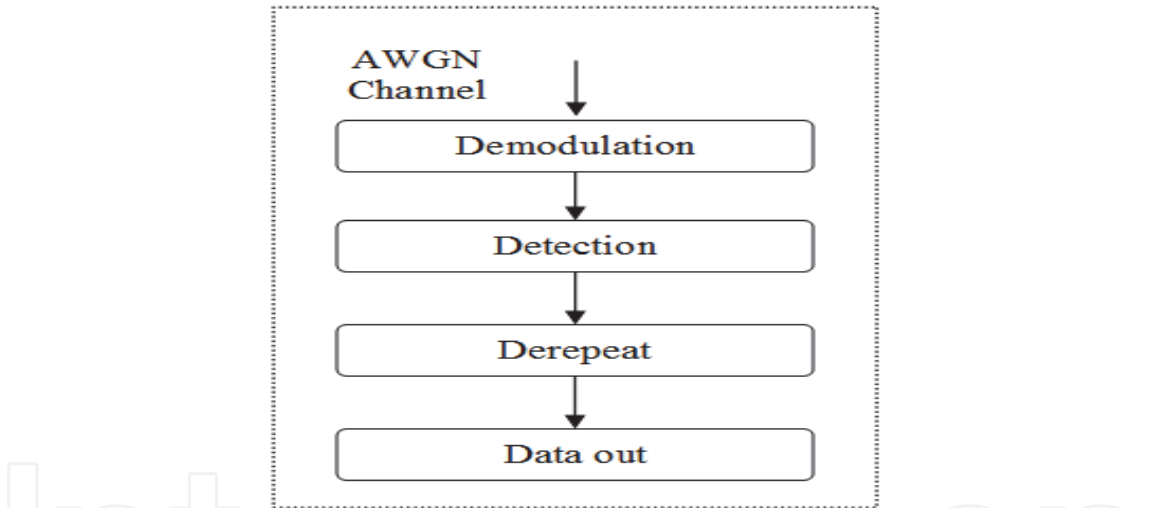 AWGN
Channel
Demodulation
Detection
Derepeat
Data out